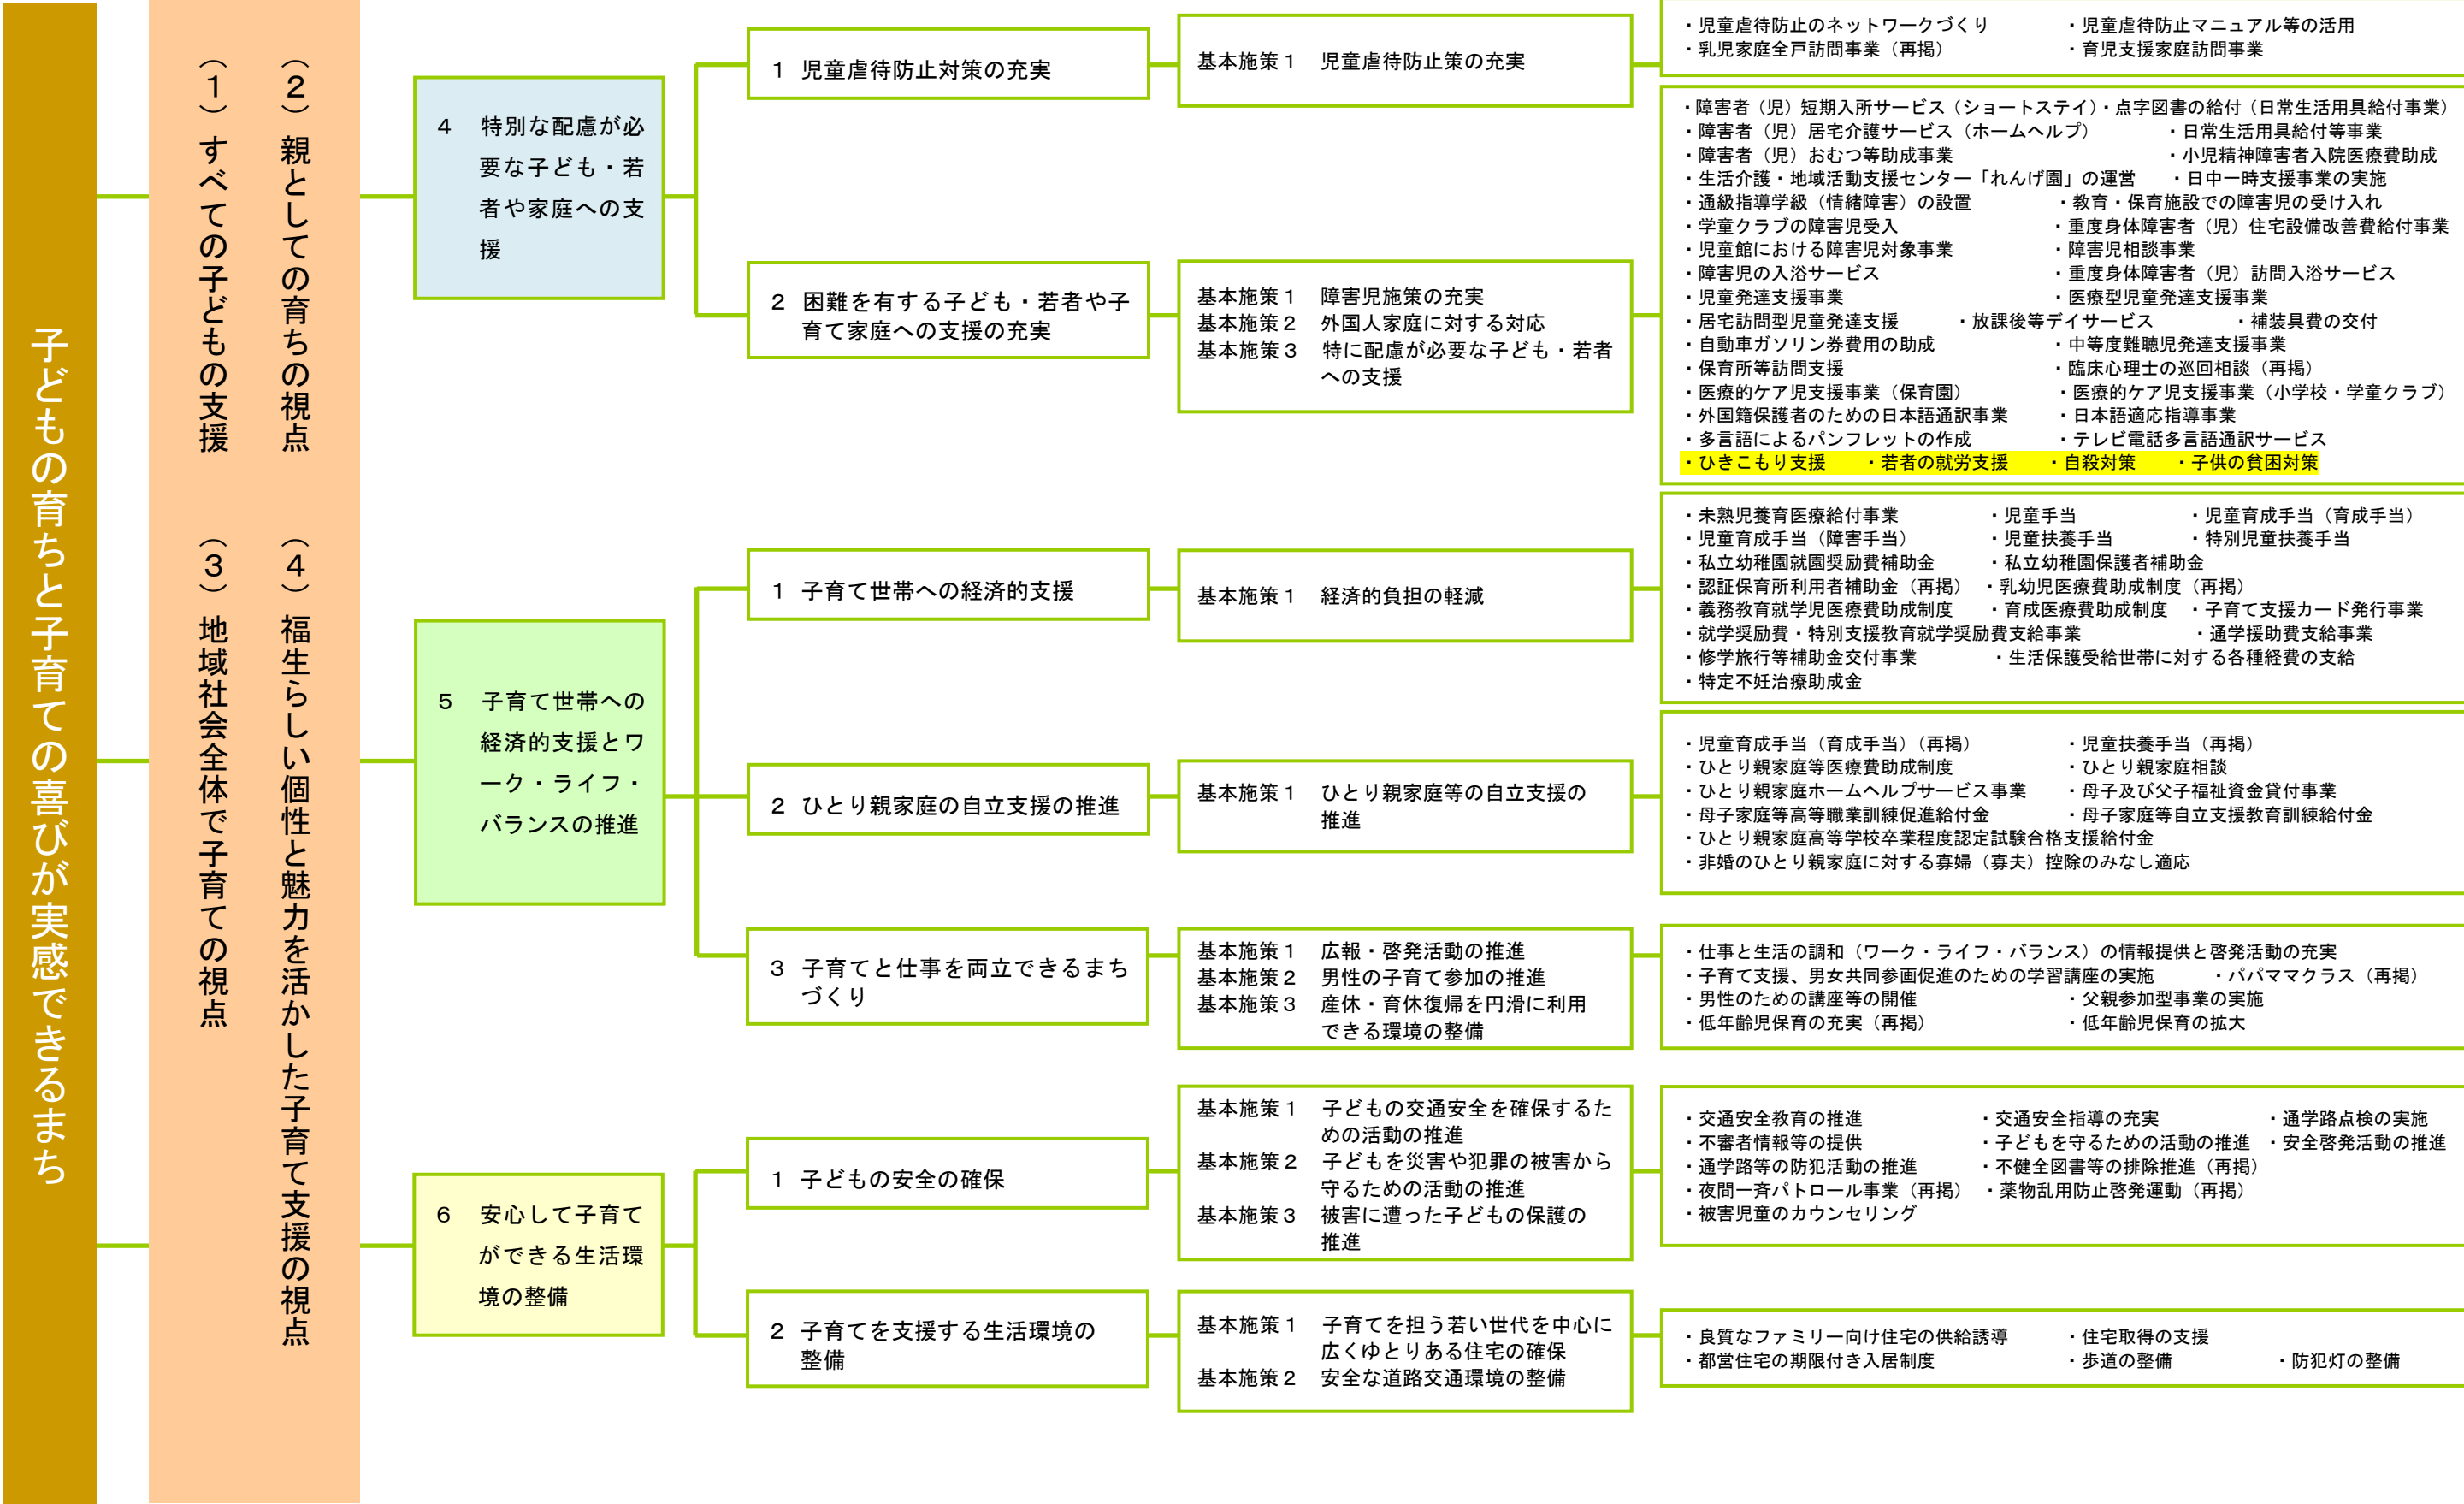 子どもの育ちと子育ての喜びが実感できるまち
（１）すべての子どもの支援
（２）親としての育ちの視点
（３）地域社会全体で子育ての視点
（４）福生らしい個性と魅力を活かした子育て支援の視点
４　特別な配慮が必
要な子ども・若
者や家庭への支
援
１ 児童虐待防止対策の充実
基本施策１　児童虐待防止策の充実
・児童虐待防止のネットワークづくり　・児童虐待防止マニュアル等の活用
・乳児家庭全戸訪問事業（再掲）　・育児支援家庭訪問事業
２ 困難を有する子ども・若者や子
育て家庭への支援の充実
基本施策１　障害児施策の充実
基本施策２　外国人家庭に対する対応
基本施策３　特に配慮が必要な子ども・若者
への支援
・障害者（児）短期入所サービス（ショートステイ）・点字図書の給付（日常生活用具給付事業）
・障害者（児）居宅介護サービス（ホームヘルプ）　・日常生活用具給付等事業
・障害者（児）おむつ等助成事業　・小児精神障害者入院医療費助成
・生活介護・地域活動支援センター「れんげ園」の運営　・日中一時支援事業の実施
・通級指導学級（情緒障害）の設置　・教育・保育施設での障害児の受け入れ
・学童クラブの障害児受入　・重度身体障害者（児）住宅設備改善費給付事業
・児童館における障害児対象事業　・障害児相談事業
・障害児の入浴サービス　・重度身体障害者（児）訪問入浴サービス
・児童発達支援事業　・医療型児童発達支援事業
・居宅訪問型児童発達支援　・放課後等デイサービス　・補装具費の交付
・自動車ガソリン券費用の助成　・中等度難聴児発達支援事業
・保育所等訪問支援　・臨床心理士の巡回相談（再掲）
・医療的ケア児支援事業（保育園）　・医療的ケア児支援事業（小学校・学童クラブ）
・外国籍保護者のための日本語通訳事業　・日本語適応指導事業
・多言語によるパンフレットの作成　・テレビ電話多言語通訳サービス
・ひきこもり支援　・若者の就労支援　・自殺対策　・子供の貧困対策
５　子育て世帯への
経済的支援とワ
ーク・ライフ・
バランスの推進
１ 子育て世帯への経済的支援
基本施策１　経済的負担の軽減
・未熟児養育医療給付事業　・児童手当　・児童育成手当（育成手当）
・児童育成手当（障害手当）　・児童扶養手当　・特別児童扶養手当
・私立幼稚園就園奨励費補助金　・私立幼稚園保護者補助金
・認証保育所利用者補助金（再掲）　・乳幼児医療費助成制度（再掲）
・義務教育就学児医療費助成制度　・育成医療費助成制度　・子育て支援カード発行事業
・就学奨励費・特別支援教育就学奨励費支給事業　・通学援助費支給事業
・修学旅行等補助金交付事業　・生活保護受給世帯に対する各種経費の支給
・特定不妊治療助成金
２ ひとり親家庭の自立支援の推進
基本施策１　ひとり親家庭等の自立支援の
推進
・児童育成手当（育成手当）（再掲）　・児童扶養手当（再掲）
・ひとり親家庭等医療費助成制度　・ひとり親家庭相談
・ひとり親家庭ホームヘルプサービス事業　・母子及び父子福祉資金貸付事業
・母子家庭等高等職業訓練促進給付金　・母子家庭等自立支援教育訓練給付金
・ひとり親家庭高等学校卒業程度認定試験合格支援給付金
・非婚のひとり親家庭に対する寡婦（寡夫）控除のみなし適応
３ 子育てと仕事を両立できるまち
づくり
基本施策１　広報・啓発活動の推進
基本施策２　男性の子育て参加の推進
基本施策３　産休・育休復帰を円滑に利用
できる環境の整備
・仕事と生活の調和（ワーク・ライフ・バランス）の情報提供と啓発活動の充実
・子育て支援、男女共同参画促進のための学習講座の実施　・パパママクラス（再掲）
・男性のための講座等の開催　・父親参加型事業の実施
・低年齢児保育の充実（再掲）　・低年齢児保育の拡大
６　安心して子育て
ができる生活環
境の整備
１ 子どもの安全の確保
基本施策１　子どもの交通安全を確保するた
めの活動の推進
基本施策２　子どもを災害や犯罪の被害から
守るための活動の推進
基本施策３　被害に遭った子どもの保護の
推進
・交通安全教育の推進　・交通安全指導の充実　・通学路点検の実施
・不審者情報等の提供　・子どもを守るための活動の推進　・安全啓発活動の推進
・通学路等の防犯活動の推進　・不健全図書等の排除推進（再掲）
・夜間一斉パトロール事業（再掲）　・薬物乱用防止啓発運動（再掲）
・被害児童のカウンセリング
２ 子育てを支援する生活環境の
整備
基本施策１　子育てを担う若い世代を中心に
広くゆとりある住宅の確保
基本施策２　安全な道路交通環境の整備
・良質なファミリー向け住宅の供給誘導　・住宅取得の支援
・都営住宅の期限付き入居制度　・歩道の整備　・防犯灯の整備